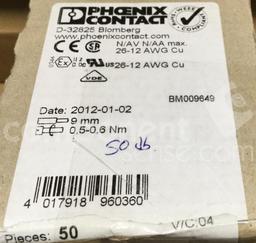 PHOENIX
CONTACT
D-32825 Blomberg
www.phoenixcontact.com
N/AV N/AA max.
26-12 AWG Cu
26-12 AWG Cu
VDE
BM009649
Date: 2012-01-02
9 mm
0,5-0,6 Nm
50
4 017918 960360
Pieces: 50
V/C:04